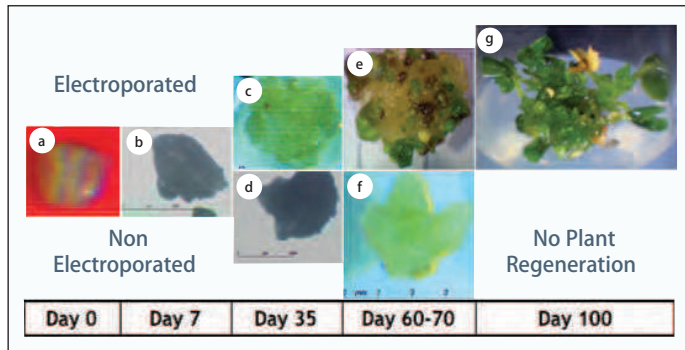 Electroporated
a
b
c
d
e
f
g
Non
Electroporated
No Plant
Regeneration
Day 0
Day 7
Day 35
Day 60-70
Day 100